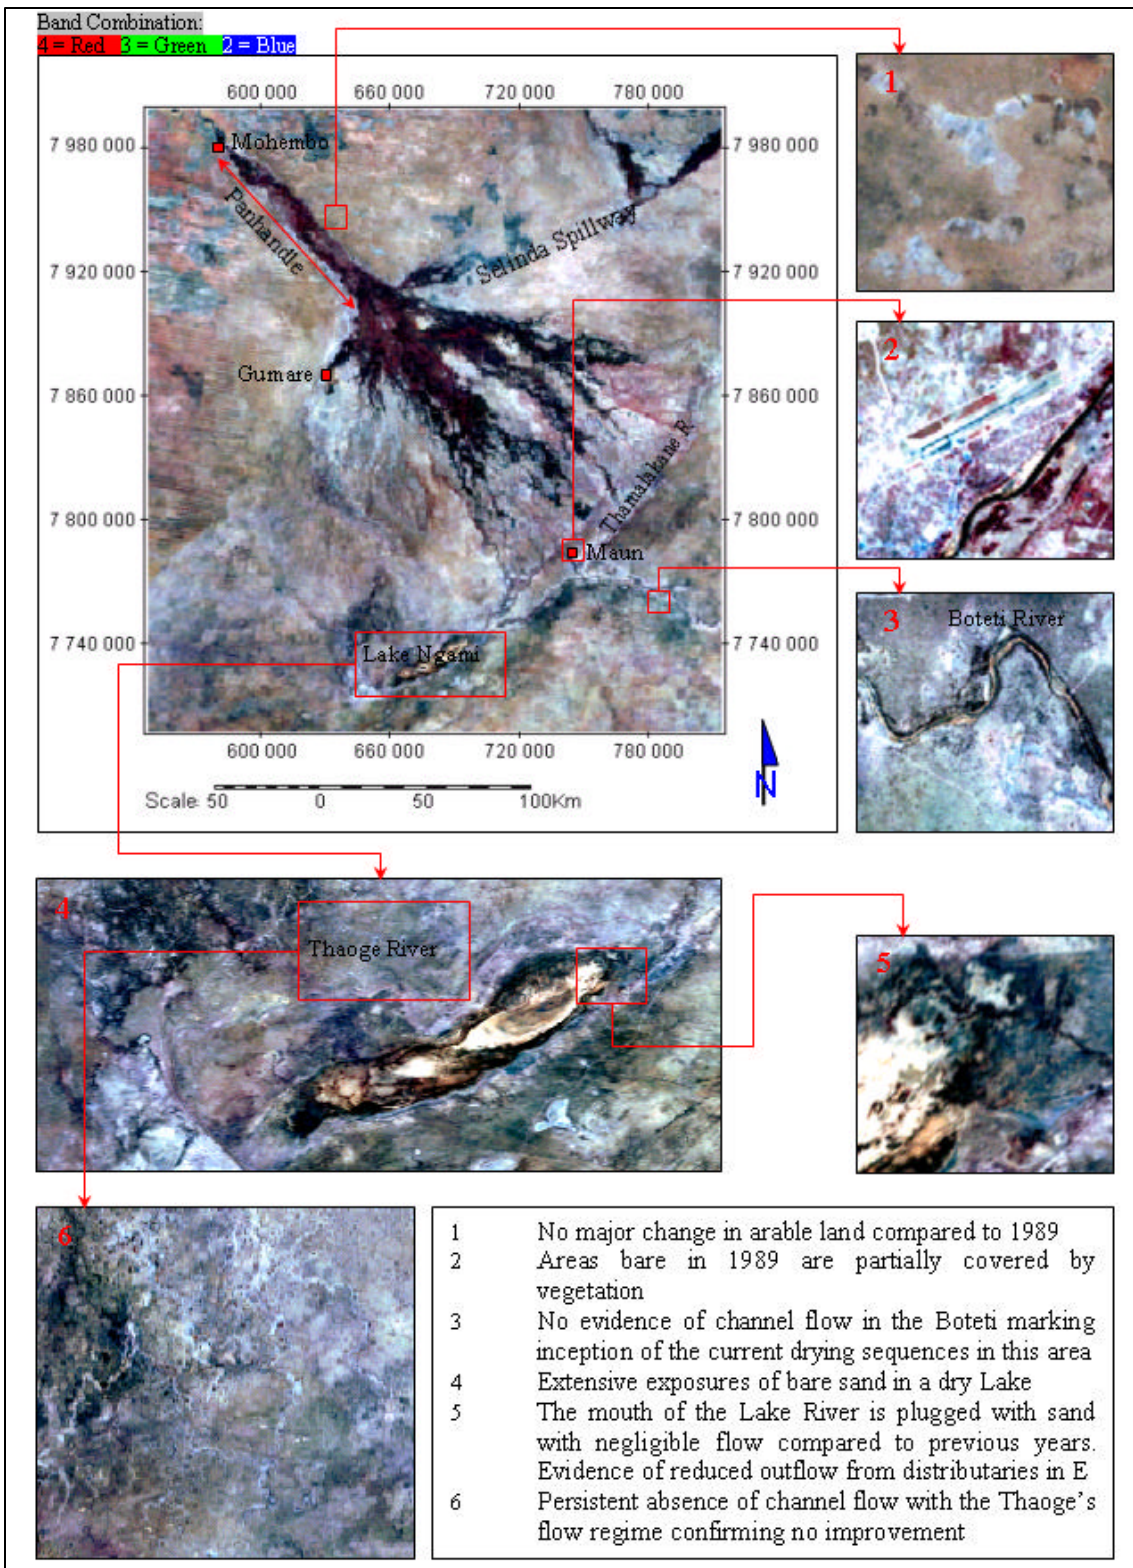 Band Combination:
4 = Red 3 = Green 2 = Blue
600 000 660 000 720 000 780 000
7 980 000 7 980 000
Mohembo
Panhandle
Selinda Spillway
7 920 000 7 920 000
Gumare
7 860 000 7 860 000
Thamalakane R.
7 800 000 7 800 000
Maun
7 740 000 7 740 000
Lake Ngami
600 000 660 000 720 000 780 000
Scale 50 0 50 100Km
N
1
2
3
Boteti River
4
Thaoge River
5
6
1 No major change in arable land compared to 1989
2 Areas bare in 1989 are partially covered by
vegetation
3 No evidence of channel flow in the Boteti marking
inception of the current drying sequences in this area
4 Extensive exposures of bare sand in a dry Lake
5 The mouth of the Lake River is plugged with sand
with negligible flow compared to previous years.
Evidence of reduced outflow from distributaries in E
6 Persistent absence of channel flow with the Thaoge's
flow regime confirming no improvement